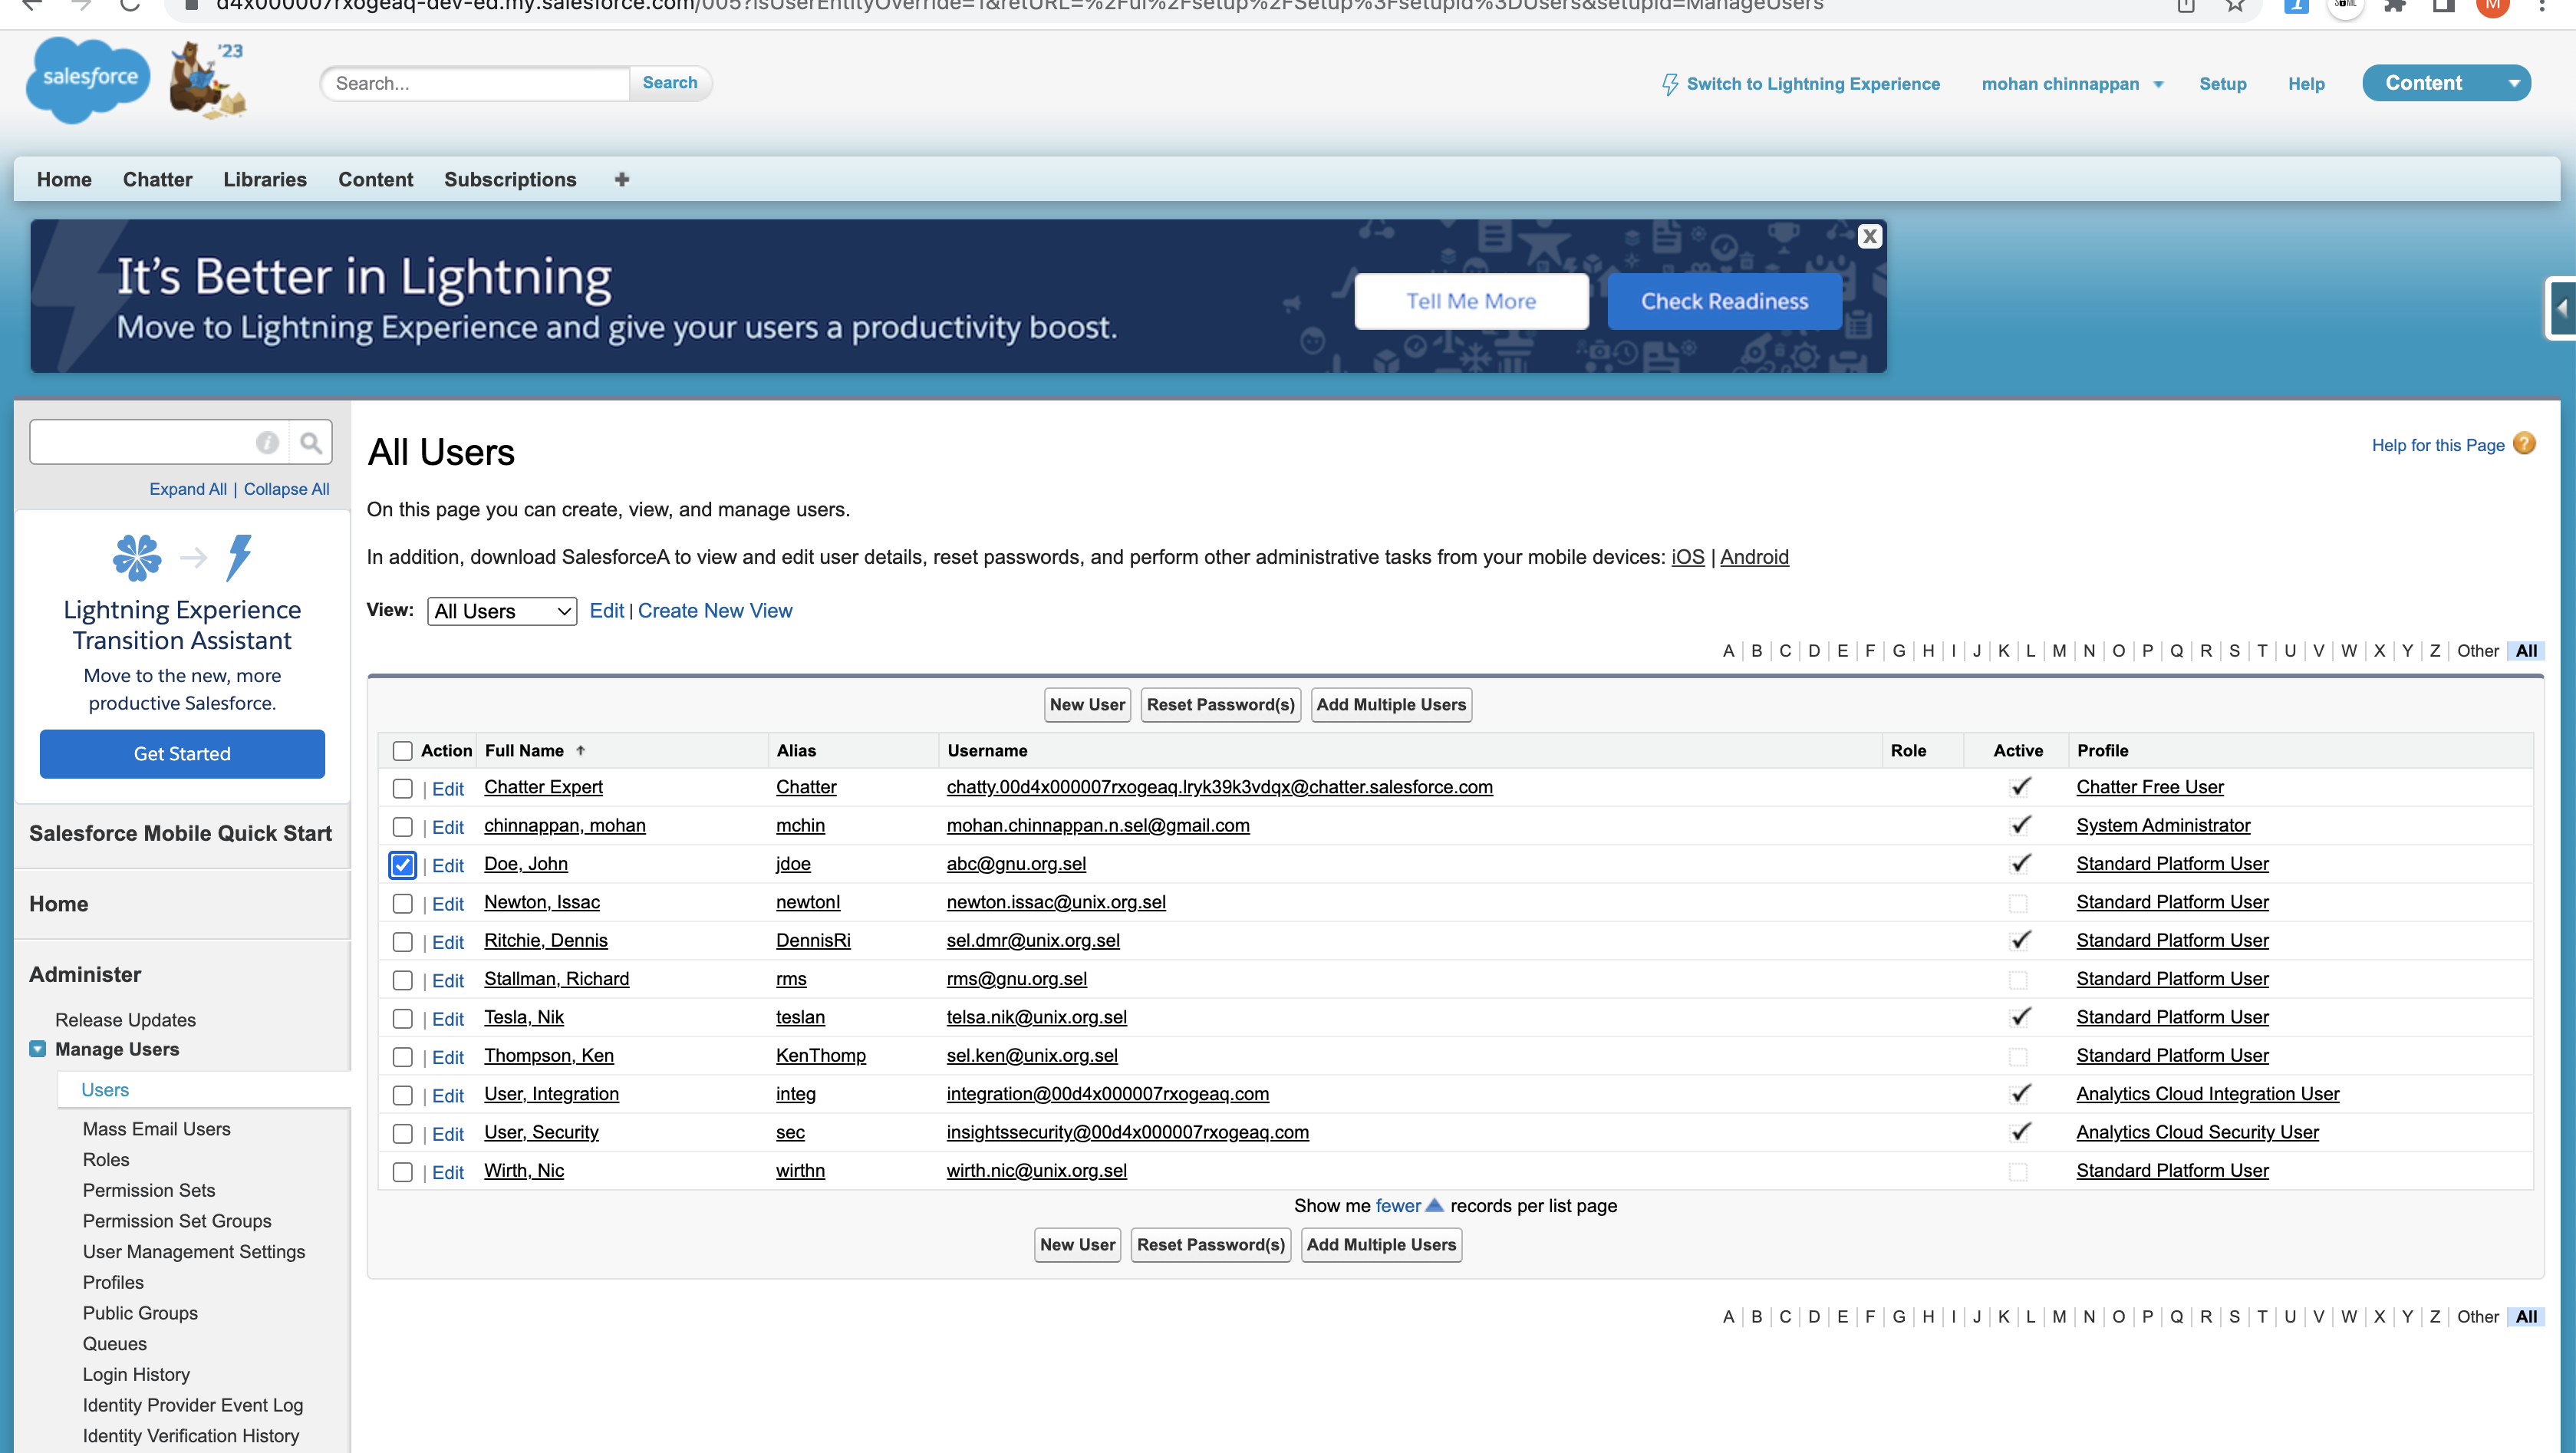 d4x000007rxogeaq-dev-ed.my.salesforce.com/005?isUserEntityOverride=1&retURL=%2Fui%2Fsetup%2FSetup%3Fsetupid%3DUsers&setupid=ManageUsers
M
salesforce
'23
Search...
Search
Switch to Lightning Experience
mohan chinnappan
Setup
Help
Content
Home
Chatter
Libraries
Content
Subscriptions
It's Better in Lightning
Move to Lightning Experience and give your users a productivity boost.
Tell Me More
Check Readiness
X
Expand All | Collapse All
Lightning Experience
Transition Assistant
Move to the new, more
productive Salesforce.
Get Started
Salesforce Mobile Quick Start
Home
Administer
Release Updates
Manage Users
Users
Mass Email Users
Roles
Permission Sets
Permission Set Groups
User Management Settings
Profiles
Public Groups
Queues
Login History
Identity Provider Event Log
Identity Verification History
All Users
Help for this Page ?
On this page you can create, view, and manage users.
In addition, download SalesforceA to view and edit user details, reset passwords, and perform other administrative tasks from your mobile devices: iOS | Android
View: All Users Edit | Create New View
A | B | C | D | E | F | G | H | I | J | K | L | M | N | O | P | Q | R | S | T | U | V | W | X | Y | Z | Other | All
New User Reset Password(s) Add Multiple Users
Action Full Name Alias Username Role Active Profile
| Edit Chatter Expert Chatter chatty.00d4x000007rxogeaq.lryk39k3vdqx@chatter.salesforce.com Chatter Free User
| Edit chinnappan, mohan mchin mohan.chinnappan.n.sel@gmail.com System Administrator
| Edit Doe, John jdoe abc@gnu.org.sel Standard Platform User
| Edit Newton, Issac newtonI newton.issac@unix.org.sel Standard Platform User
| Edit Ritchie, Dennis DennisRi sel.dmr@unix.org.sel Standard Platform User
| Edit Stallman, Richard rms rms@gnu.org.sel Standard Platform User
| Edit Tesla, Nik teslan telsa.nik@unix.org.sel Standard Platform User
| Edit Thompson, Ken KenThomp sel.ken@unix.org.sel Standard Platform User
| Edit User, Integration integ integration@00d4x000007rxogeaq.com Analytics Cloud Integration User
| Edit User, Security sec insightssecurity@00d4x000007rxogeaq.com Analytics Cloud Security User
| Edit Wirth, Nic wirthn wirth.nic@unix.org.sel Standard Platform User
Show me fewer records per list page
New User Reset Password(s) Add Multiple Users
A | B | C | D | E | F | G | H | I | J | K | L | M | N | O | P | Q | R | S | T | U | V | W | X | Y | Z | Other | All